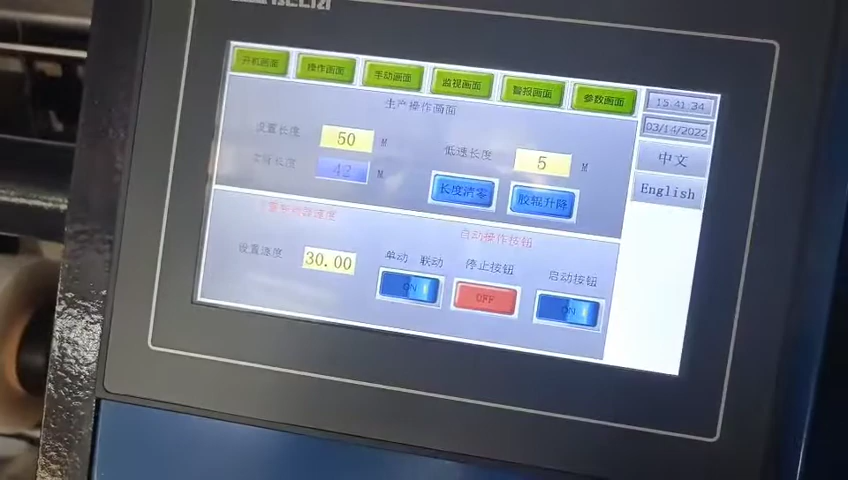 开机画面 操作画面 手动画面 监视画面 警报画面 参数画面
15 41 34
03/14/2022
中文
English
生产操作画面
设置长度 50 M
低速长度 5 M
42 M
长度清零 胶辊升降
自动操作按钮
设置速度 30.00
单动 联动 停止按钮 启动按钮
ON OFF ON